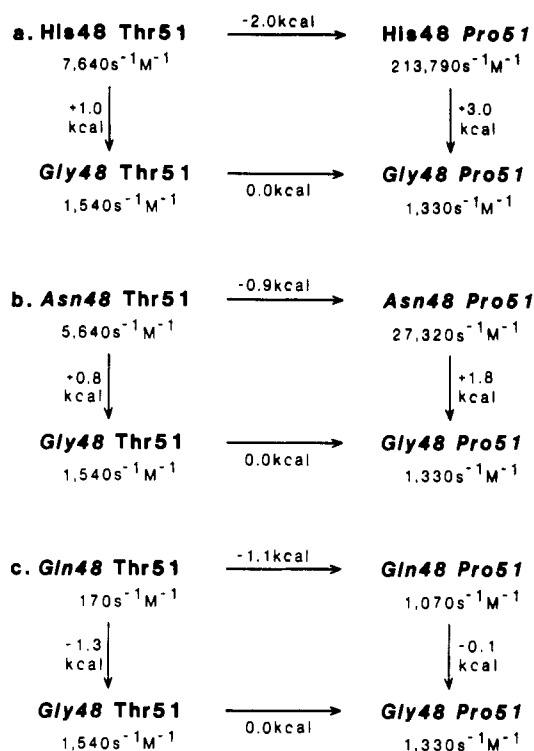 a. His48 Thr51 -2.0kcal His48 Pro51
7,640s⁻¹M⁻¹ 213,790s⁻¹M⁻¹
+1.0 +3.0
kcal kcal
Gly48 Thr51 0.0kcal Gly48 Pro51
1,540s⁻¹M⁻¹ 1,330s⁻¹M⁻¹
b. Asn48 Thr51 -0.9kcal Asn48 Pro51
5,640s⁻¹M⁻¹ 27,320s⁻¹M⁻¹
+0.8 +1.8
kcal kcal
Gly48 Thr51 0.0kcal Gly48 Pro51
1,540s⁻¹M⁻¹ 1,330s⁻¹M⁻¹
c. Gln48 Thr51 -1.1kcal Gln48 Pro51
170s⁻¹M⁻¹ 1,070s⁻¹M⁻¹
-1.3 -0.1
kcal kcal
Gly48 Thr51 0.0kcal Gly48 Pro51
1,540s⁻¹M⁻¹ 1,330s⁻¹M⁻¹